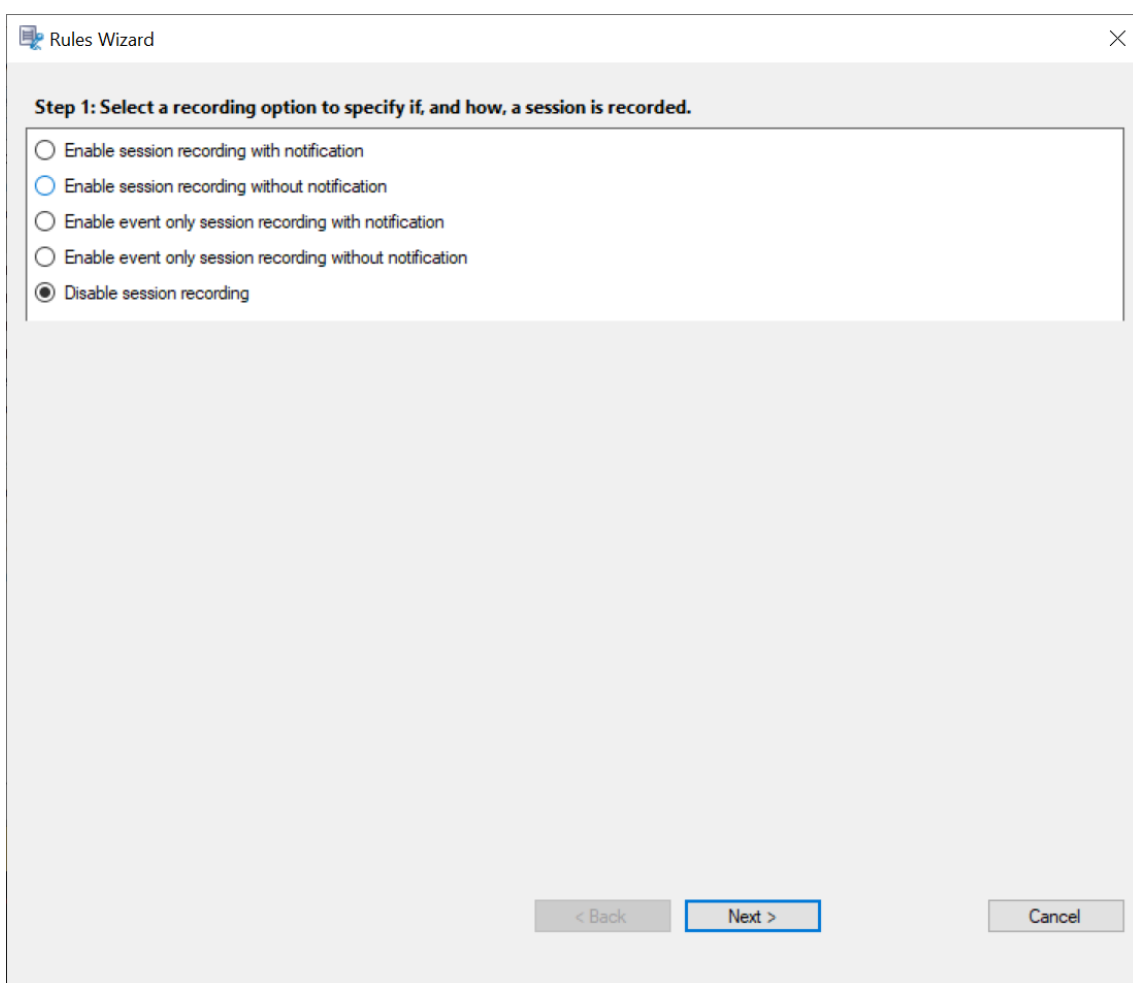 Rules Wizard
Step 1: Select a recording option to specify if, and how, a session is recorded.
Enable session recording with notification
Enable session recording without notification
Enable event only session recording with notification
Enable event only session recording without notification
Disable session recording
< Back Next > Cancel